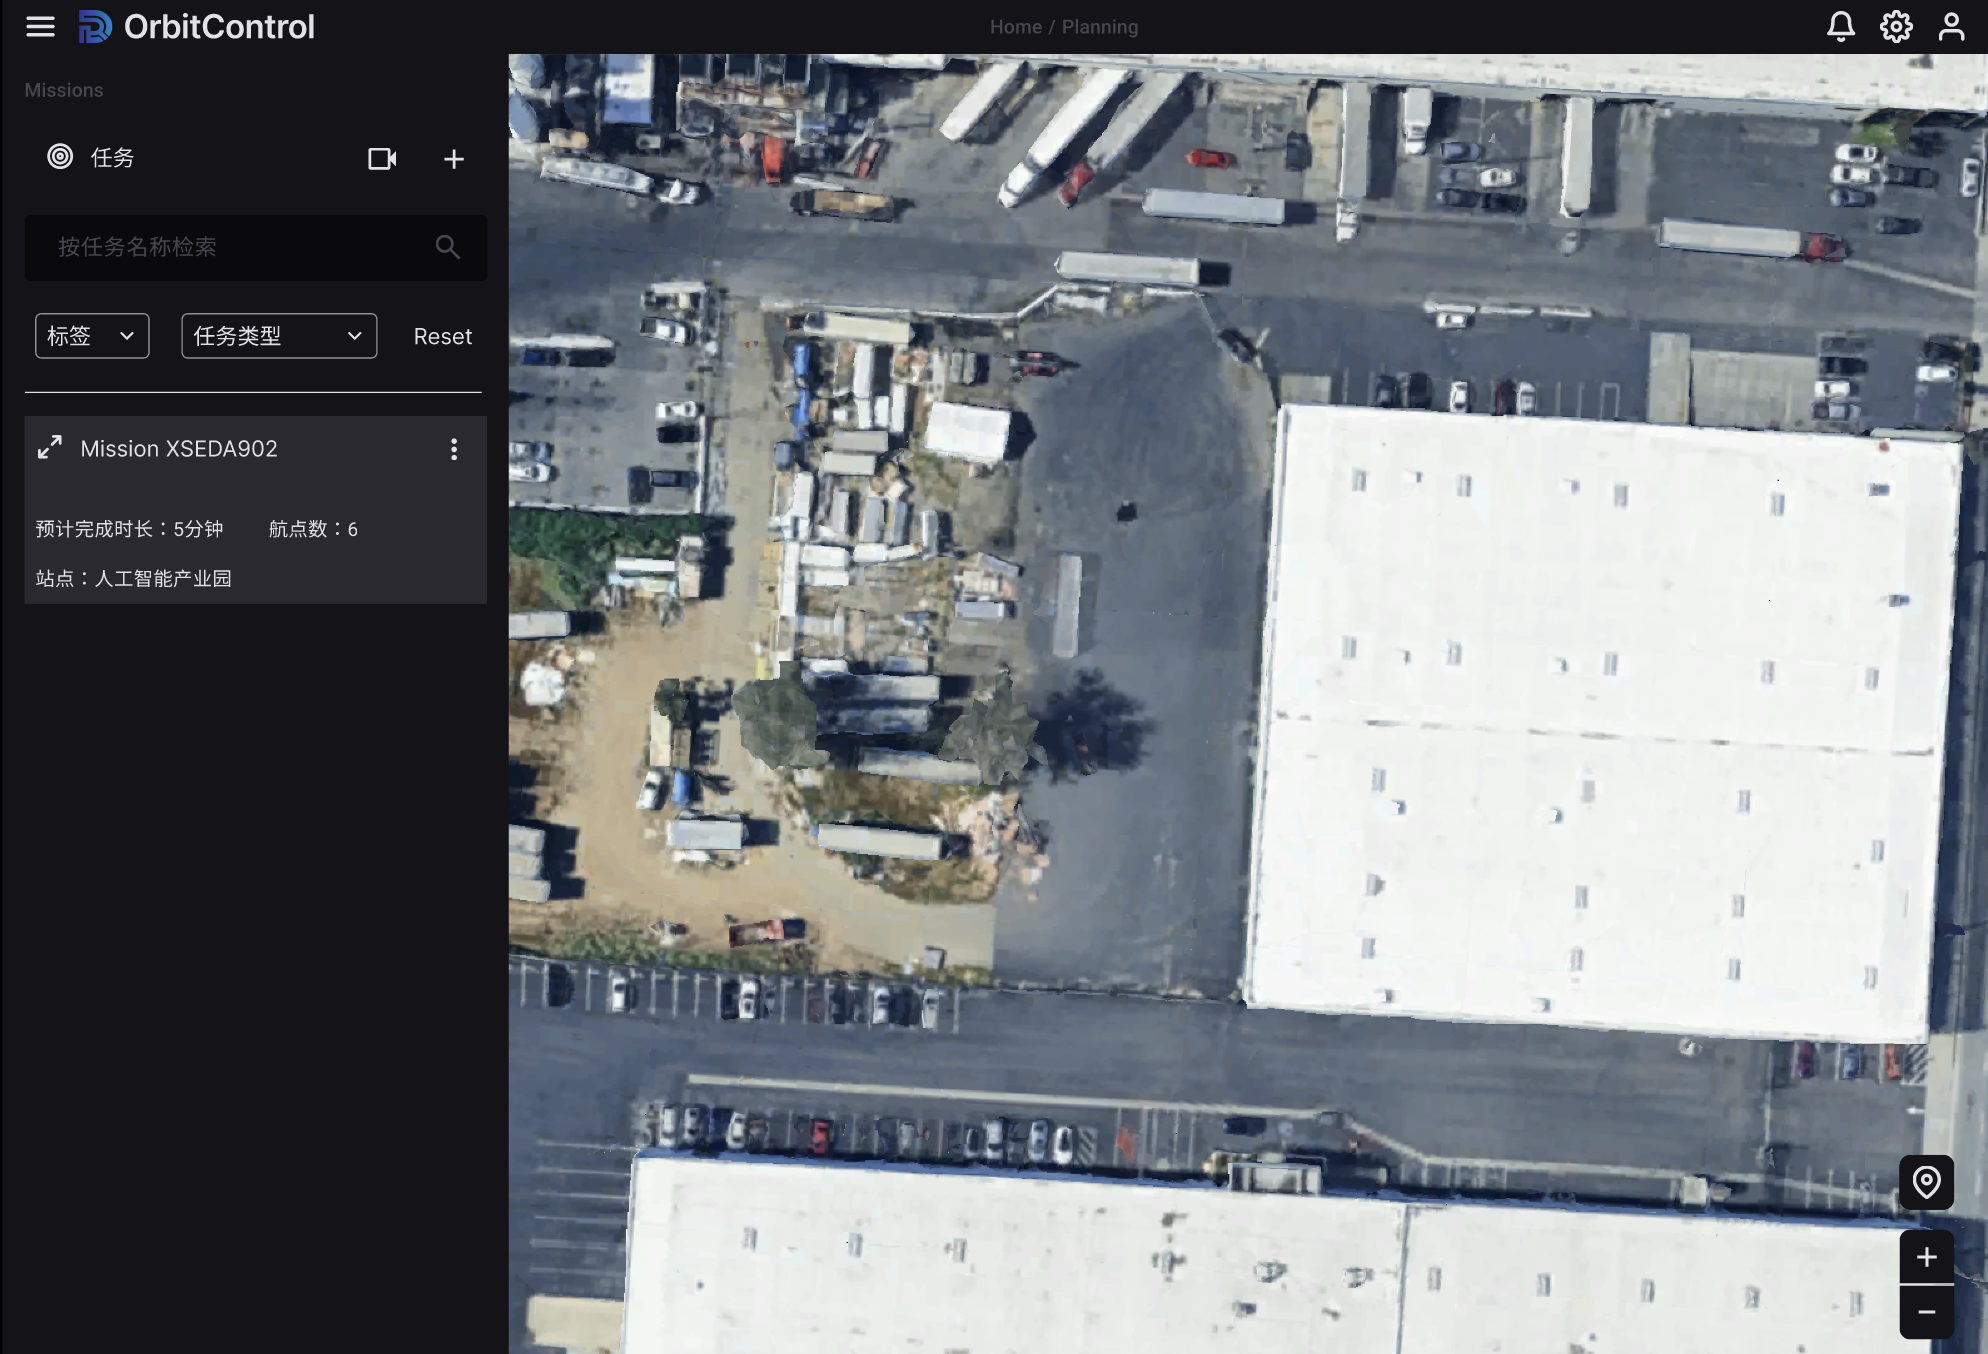 OrbitControl
Home / Planning
Missions
任务
按任务名称检索
标签
任务类型
Reset
Mission XSEDA902
预计完成时长：5分钟 航点数：6
站点：人工智能产业园